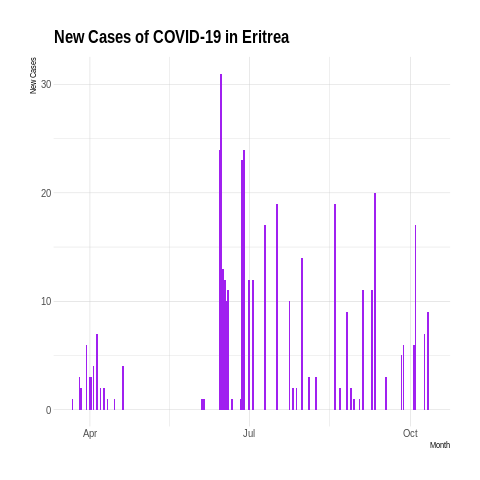 New Cases of COVID-19 in Eritrea
New Cases
30
20
10
0
Apr
Jul
Oct
Month